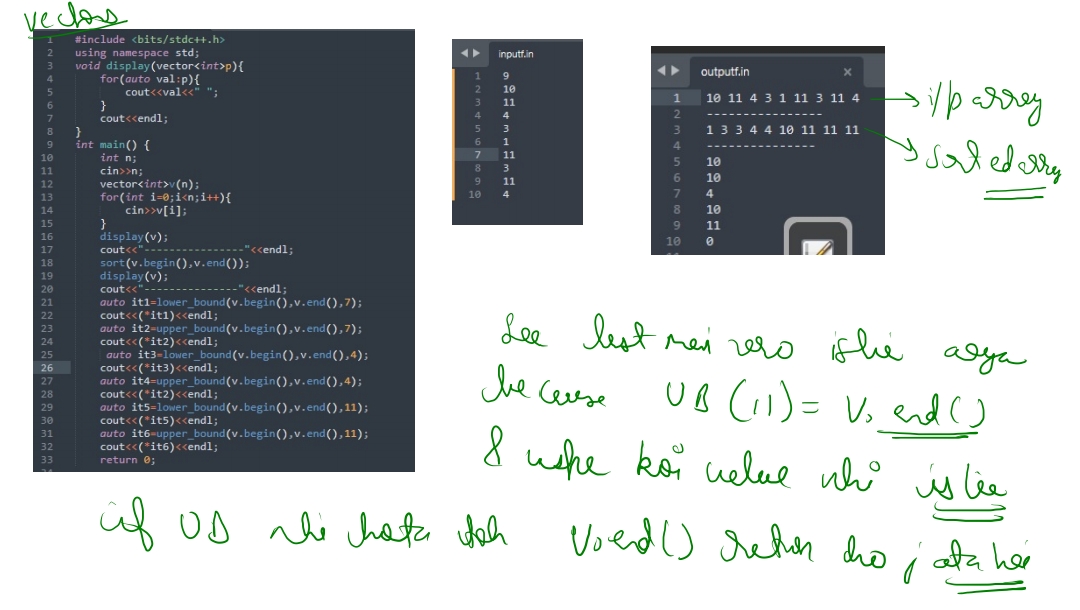 vectors
1 #include <bits/stdc++.h>
2 using namespace std;
3 void display(vector<int>p){
4 for(auto val:p){
5 cout<<val<<" ";
6 }
7 cout<<endl;
8 }
9 int main() {
10 int n;
11 cin>>n;
12 vector<int>v(n);
13 for(int i=0;i<n;i++){
14 cin>>v[i];
15 }
16 display(v);
17 cout<<"----------------"<<endl;
18 sort(v.begin(),v.end());
19 display(v);
20 cout<<"---------------"<<endl;
21 auto it1=lower_bound(v.begin(),v.end(),7);
22 cout<<(*it1)<<endl;
23 auto it2=upper_bound(v.begin(),v.end(),7);
24 cout<<(*it2)<<endl;
25 auto it3=lower_bound(v.begin(),v.end(),4);
26 cout<<(*it3)<<endl;
27 auto it4=upper_bound(v.begin(),v.end(),4);
28 cout<<(*it2)<<endl;
29 auto it5=lower_bound(v.begin(),v.end(),11);
30 cout<<(*it5)<<endl;
31 auto it6=upper_bound(v.begin(),v.end(),11);
32 cout<<(*it6)<<endl;
33 return 0;
inputf.in
1 9
2 10
3 11
4 4
5 3
6 1
7 11
8 3
9 11
10 4
outputf.in ×
1 10 11 4 3 1 11 3 11 4
2 ----------------
3 1 3 3 4 4 10 11 11 11
4 ---------------
5 10
6 10
7 4
8 10
9 11
10 0
i/p array
sorted array
See last mei zero islie aaya
because UB (11) = V. end()
& uspe koi value nhi isliee
if UB nhi hota toh V.end() return ho jata hai